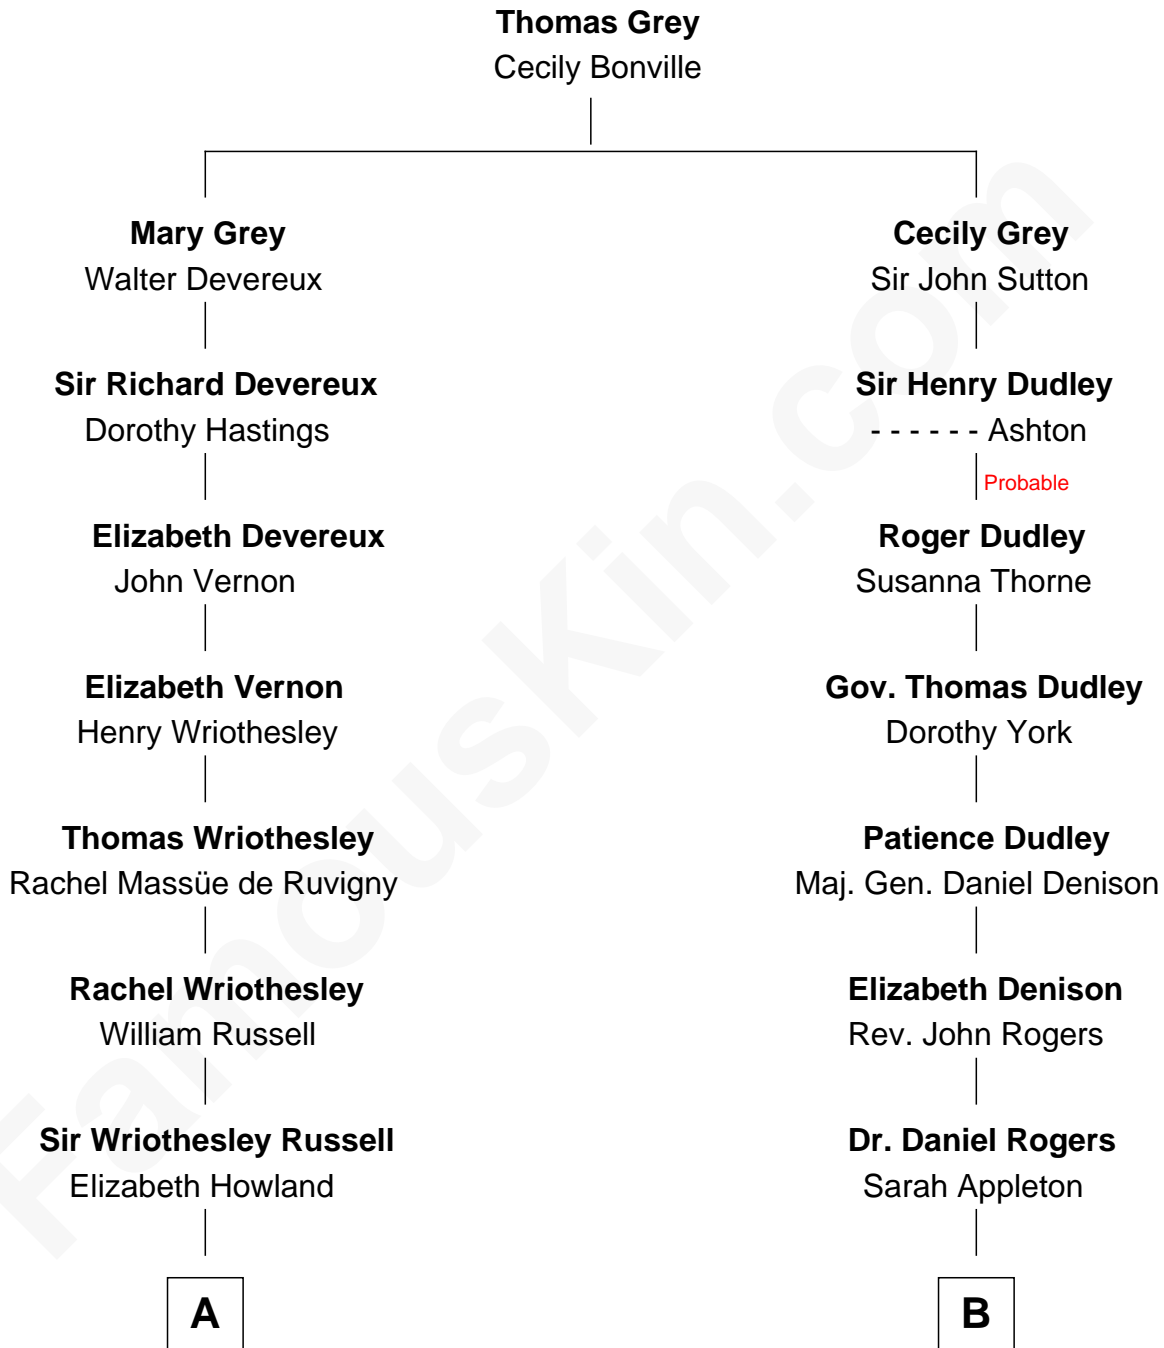 Thomas Grey
Cecily Bonville
Mary Grey
Walter Devereux
Cecily Grey
Sir John Sutton
Sir Richard Devereux
Dorothy Hastings
Sir Henry Dudley
- - - - - - Ashton
Probable
Elizabeth Devereux
John Vernon
Roger Dudley
Susanna Thorne
Elizabeth Vernon
Henry Wriothesley
Gov. Thomas Dudley
Dorothy York
Thomas Wriothesley
Rachel Massüe de Ruvigny
Patience Dudley
Maj. Gen. Daniel Denison
Rachel Wriothesley
William Russell
Elizabeth Denison
Rev. John Rogers
Sir Wriothesley Russell
Elizabeth Howland
Dr. Daniel Rogers
Sarah Appleton
A
B
FamousKin.com